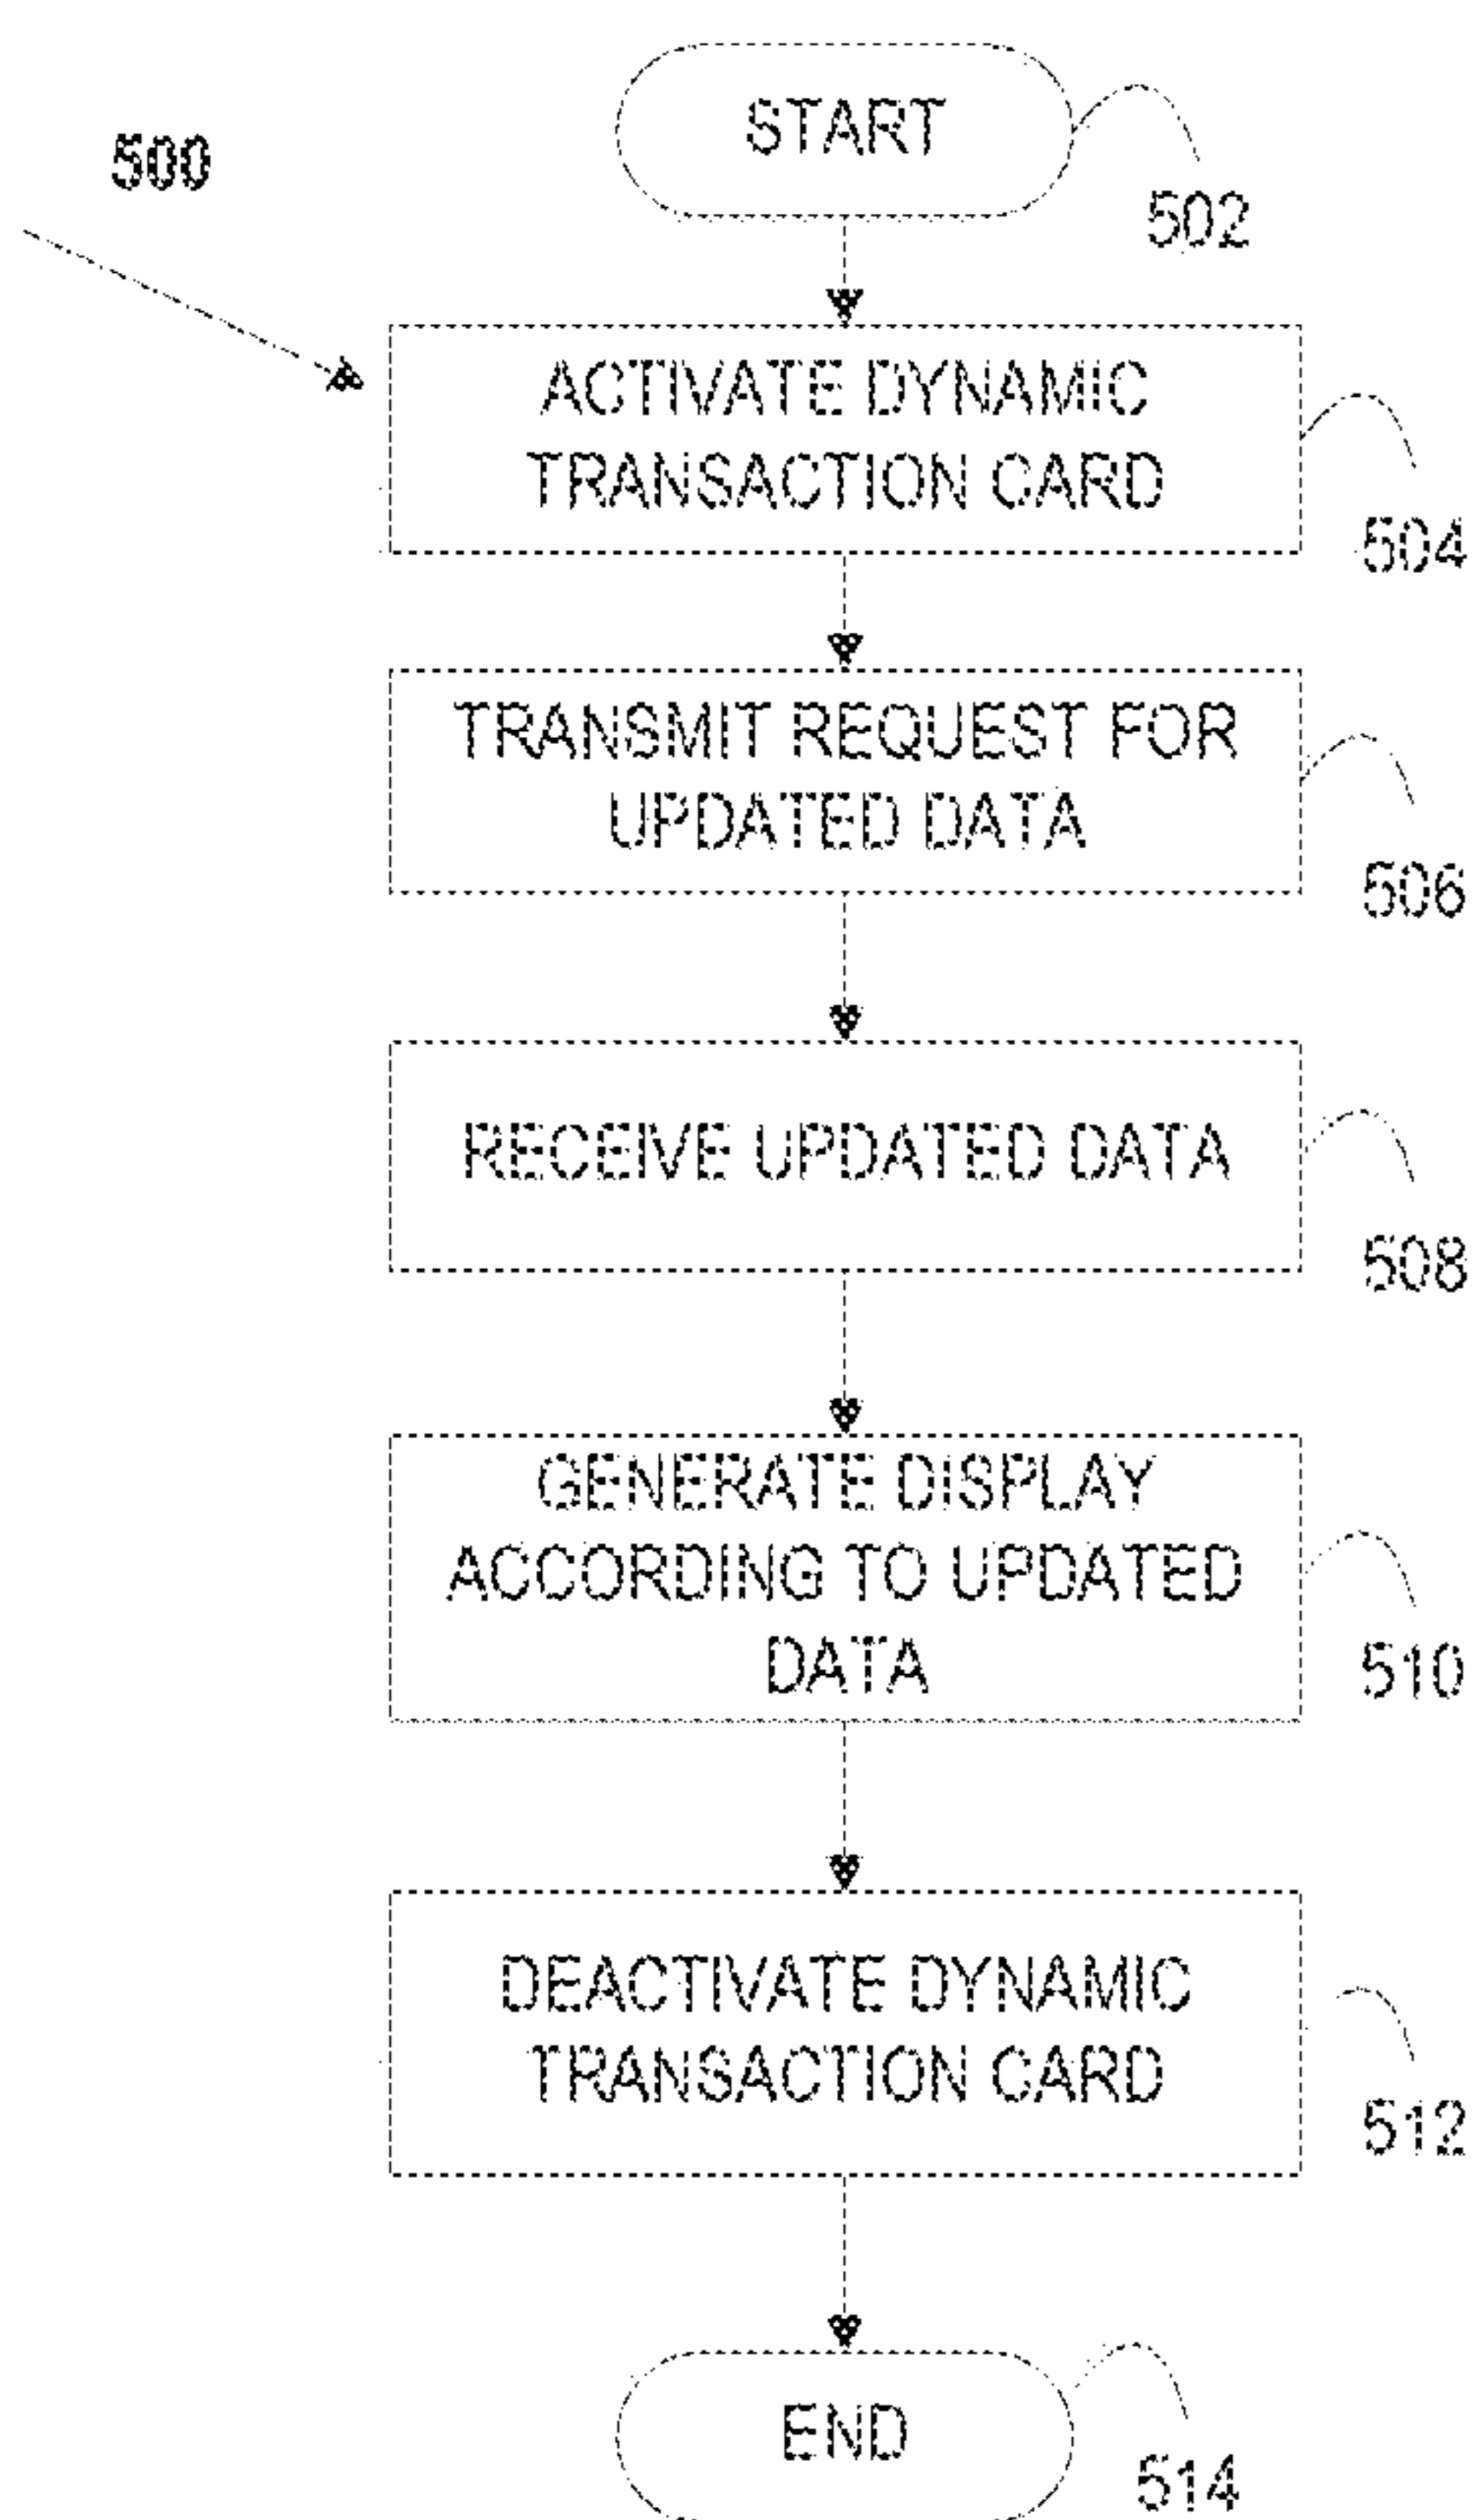 START
500
502
ACTIVATE DYNAMIC
TRANSACTION CARD
504
TRANSMIT REQUEST FOR
UPDATED DATA
506
RECEIVE UPDATED DATA
508
GENERATE DISPLAY
ACCORDING TO UPDATED
DATA
510
DEACTIVATE DYNAMIC
TRANSACTION CARD
512
END
514